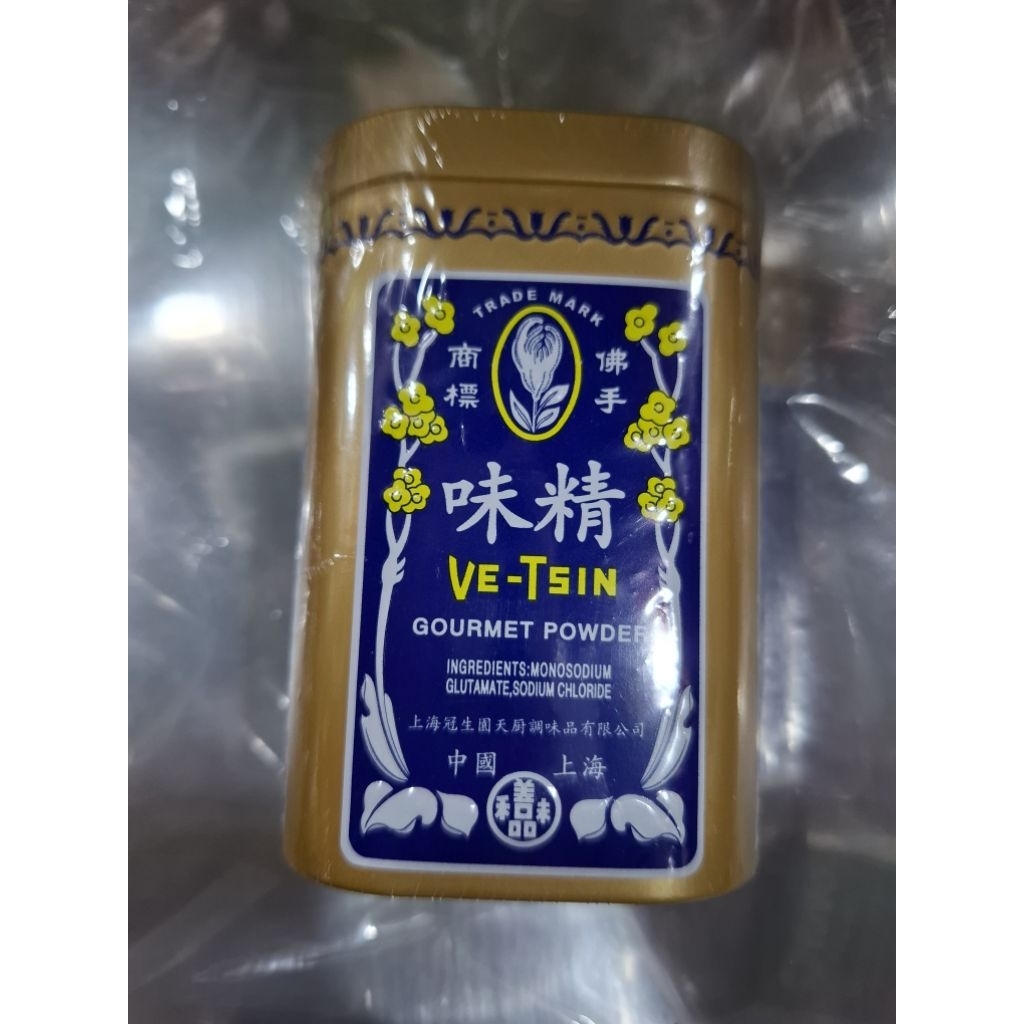 TRADE MARK
商標
佛手
味精
VE-TSIN
GOURMET POWDER
INGREDIENTS:MONOSODIUM
GLUTAMATE,SODIUM CHLORIDE
上海冠生園天厨調味品有限公司
中國 上海